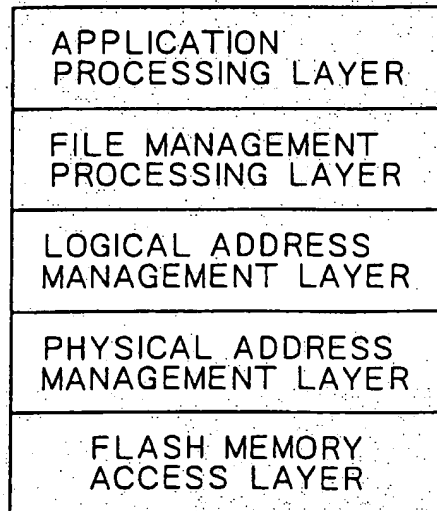 APPLICATION
PROCESSING LAYER
FILE MANAGEMENT
PROCESSING LAYER
LOGICAL ADDRESS
MANAGEMENT LAYER
PHYSICAL ADDRESS
MANAGEMENT LAYER
FLASH MEMORY
ACCESS LAYER